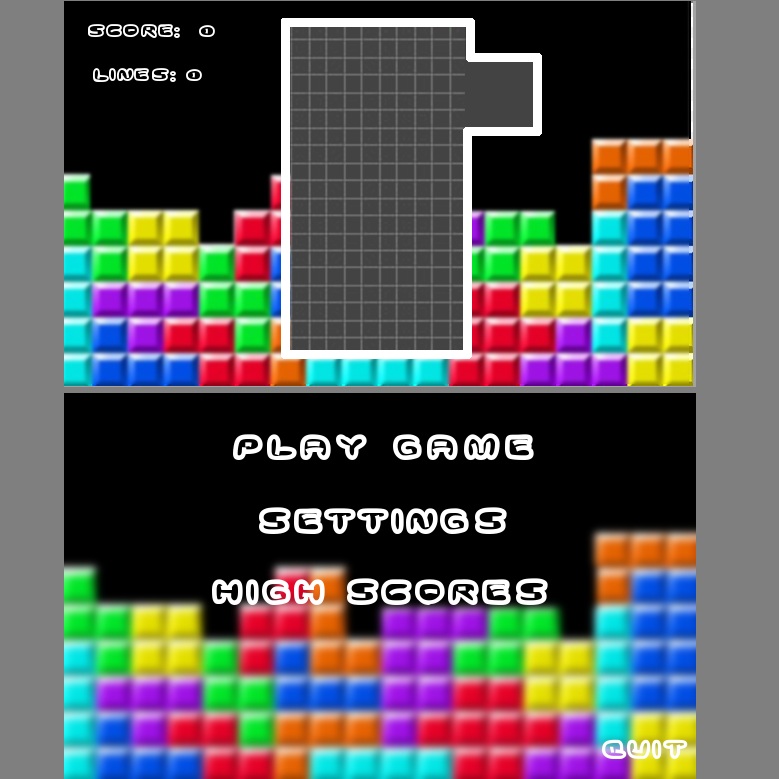 SCORE: 0
LINES: 0
PLAY GAME
SETTINGS
HIGH SCORES
QUIT